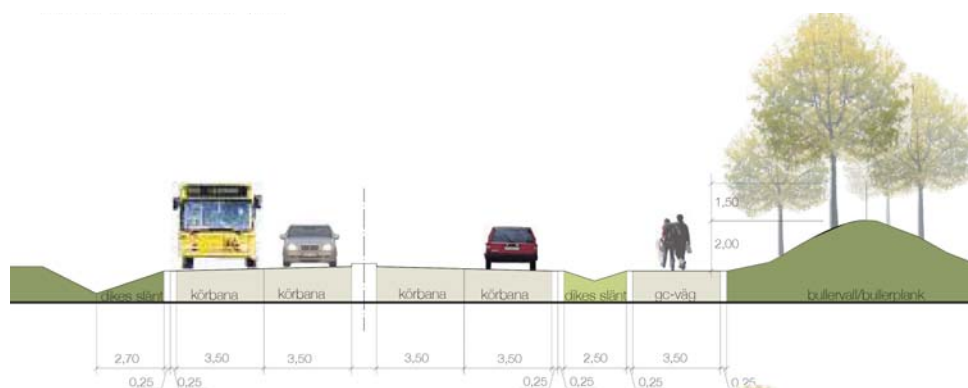 1,50
2,00
dikes slänt körbana körbana körbana körbana dikes slänt gc-väg bullervall/bullerplank
2,70 3,50 3,50 3,50 3,50 2,50 3,50
0,25 0,25 0,25 0,25 0,25 0,25